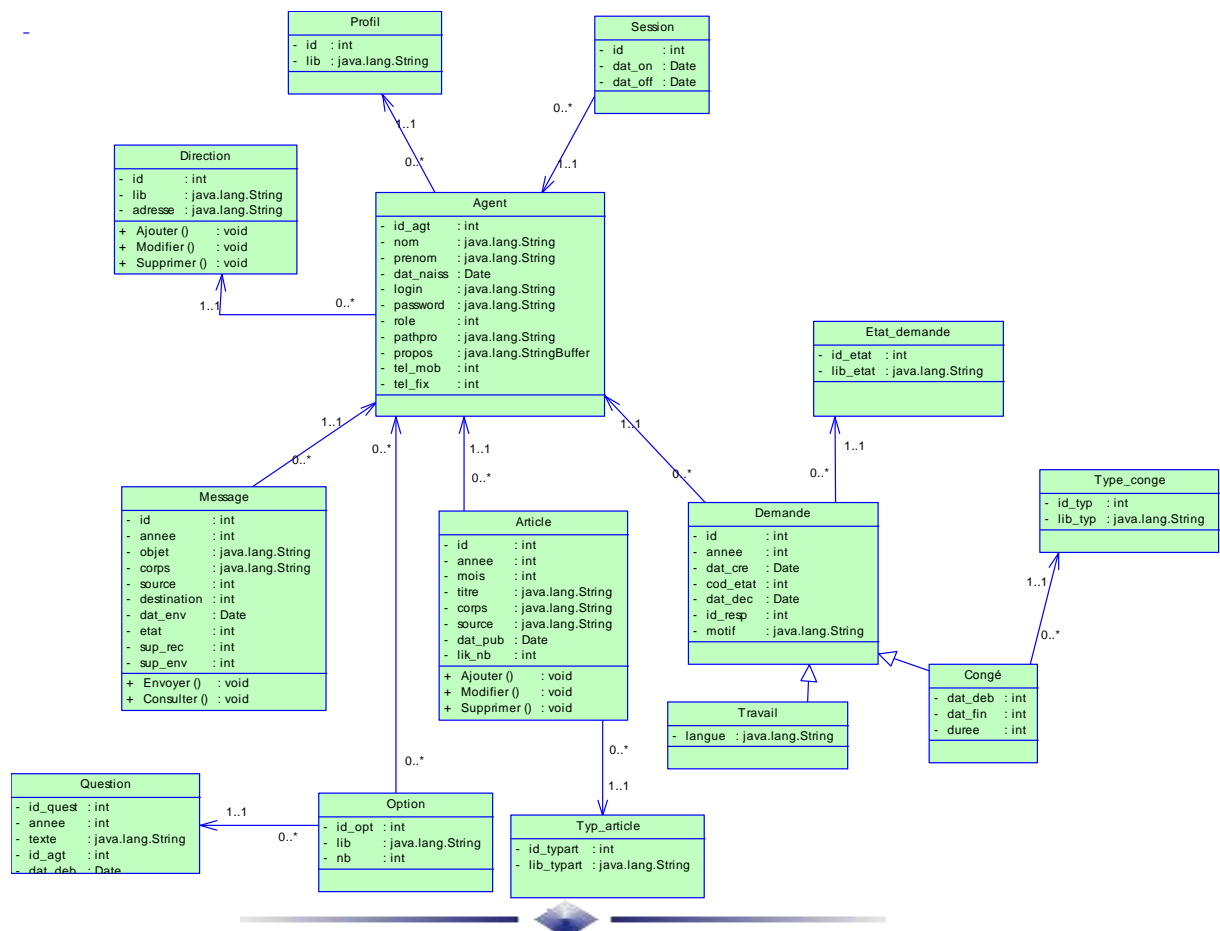 Profil
- id : int
- lib : java.lang.String
Session
- id : int
- dat_on : Date
- dat_off : Date
0..*
1..1
1..1
0..*
Direction
- id : int
- lib : java.lang.String
- adresse : java.lang.String
+ Ajouter () : void
+ Modifier () : void
+ Supprimer () : void
1..1
0..*
Agent
- id_agt : int
- nom : java.lang.String
- prenom : java.lang.String
- dat_naiss : Date
- login : java.lang.String
- password : java.lang.String
- role : int
- pathpro : java.lang.String
- propos : java.lang.StringBuffer
- tel_mob : int
- tel_fix : int
Etat_demande
- id_etat : int
- lib_etat : java.lang.String
1..1
0..*
0..*
1..1
0..*
1..1
0..*
1..1
0..*
Type_conge
- id_typ : int
- lib_typ : java.lang.String
1..1
0..*
Message
- id : int
- annee : int
- objet : java.lang.String
- corps : java.lang.String
- source : int
- destination : int
- dat_env : Date
- etat : int
- sup_rec : int
- sup_env : int
+ Envoyer () : void
+ Consulter () : void
Article
- id : int
- annee : int
- mois : int
- titre : java.lang.String
- corps : java.lang.String
- source : java.lang.String
- dat_pub : Date
- lik_nb : int
+ Ajouter () : void
+ Modifier () : void
+ Supprimer () : void
Demande
- id : int
- annee : int
- dat_cre : Date
- cod_etat : int
- dat_dec : Date
- id_resp : int
- motif : java.lang.String
Congé
- dat_deb : int
- dat_fin : int
- duree : int
Travail
- langue : java.lang.String
0..*
0..*
1..1
Question
- id_quest : int
- annee : int
- texte : java.lang.String
- id_agt : int
- dat_deb : Date
1..1
0..*
Option
- id_opt : int
- lib : java.lang.String
- nb : int
Typ_article
- id_typart : int
- lib_typart : java.lang.String